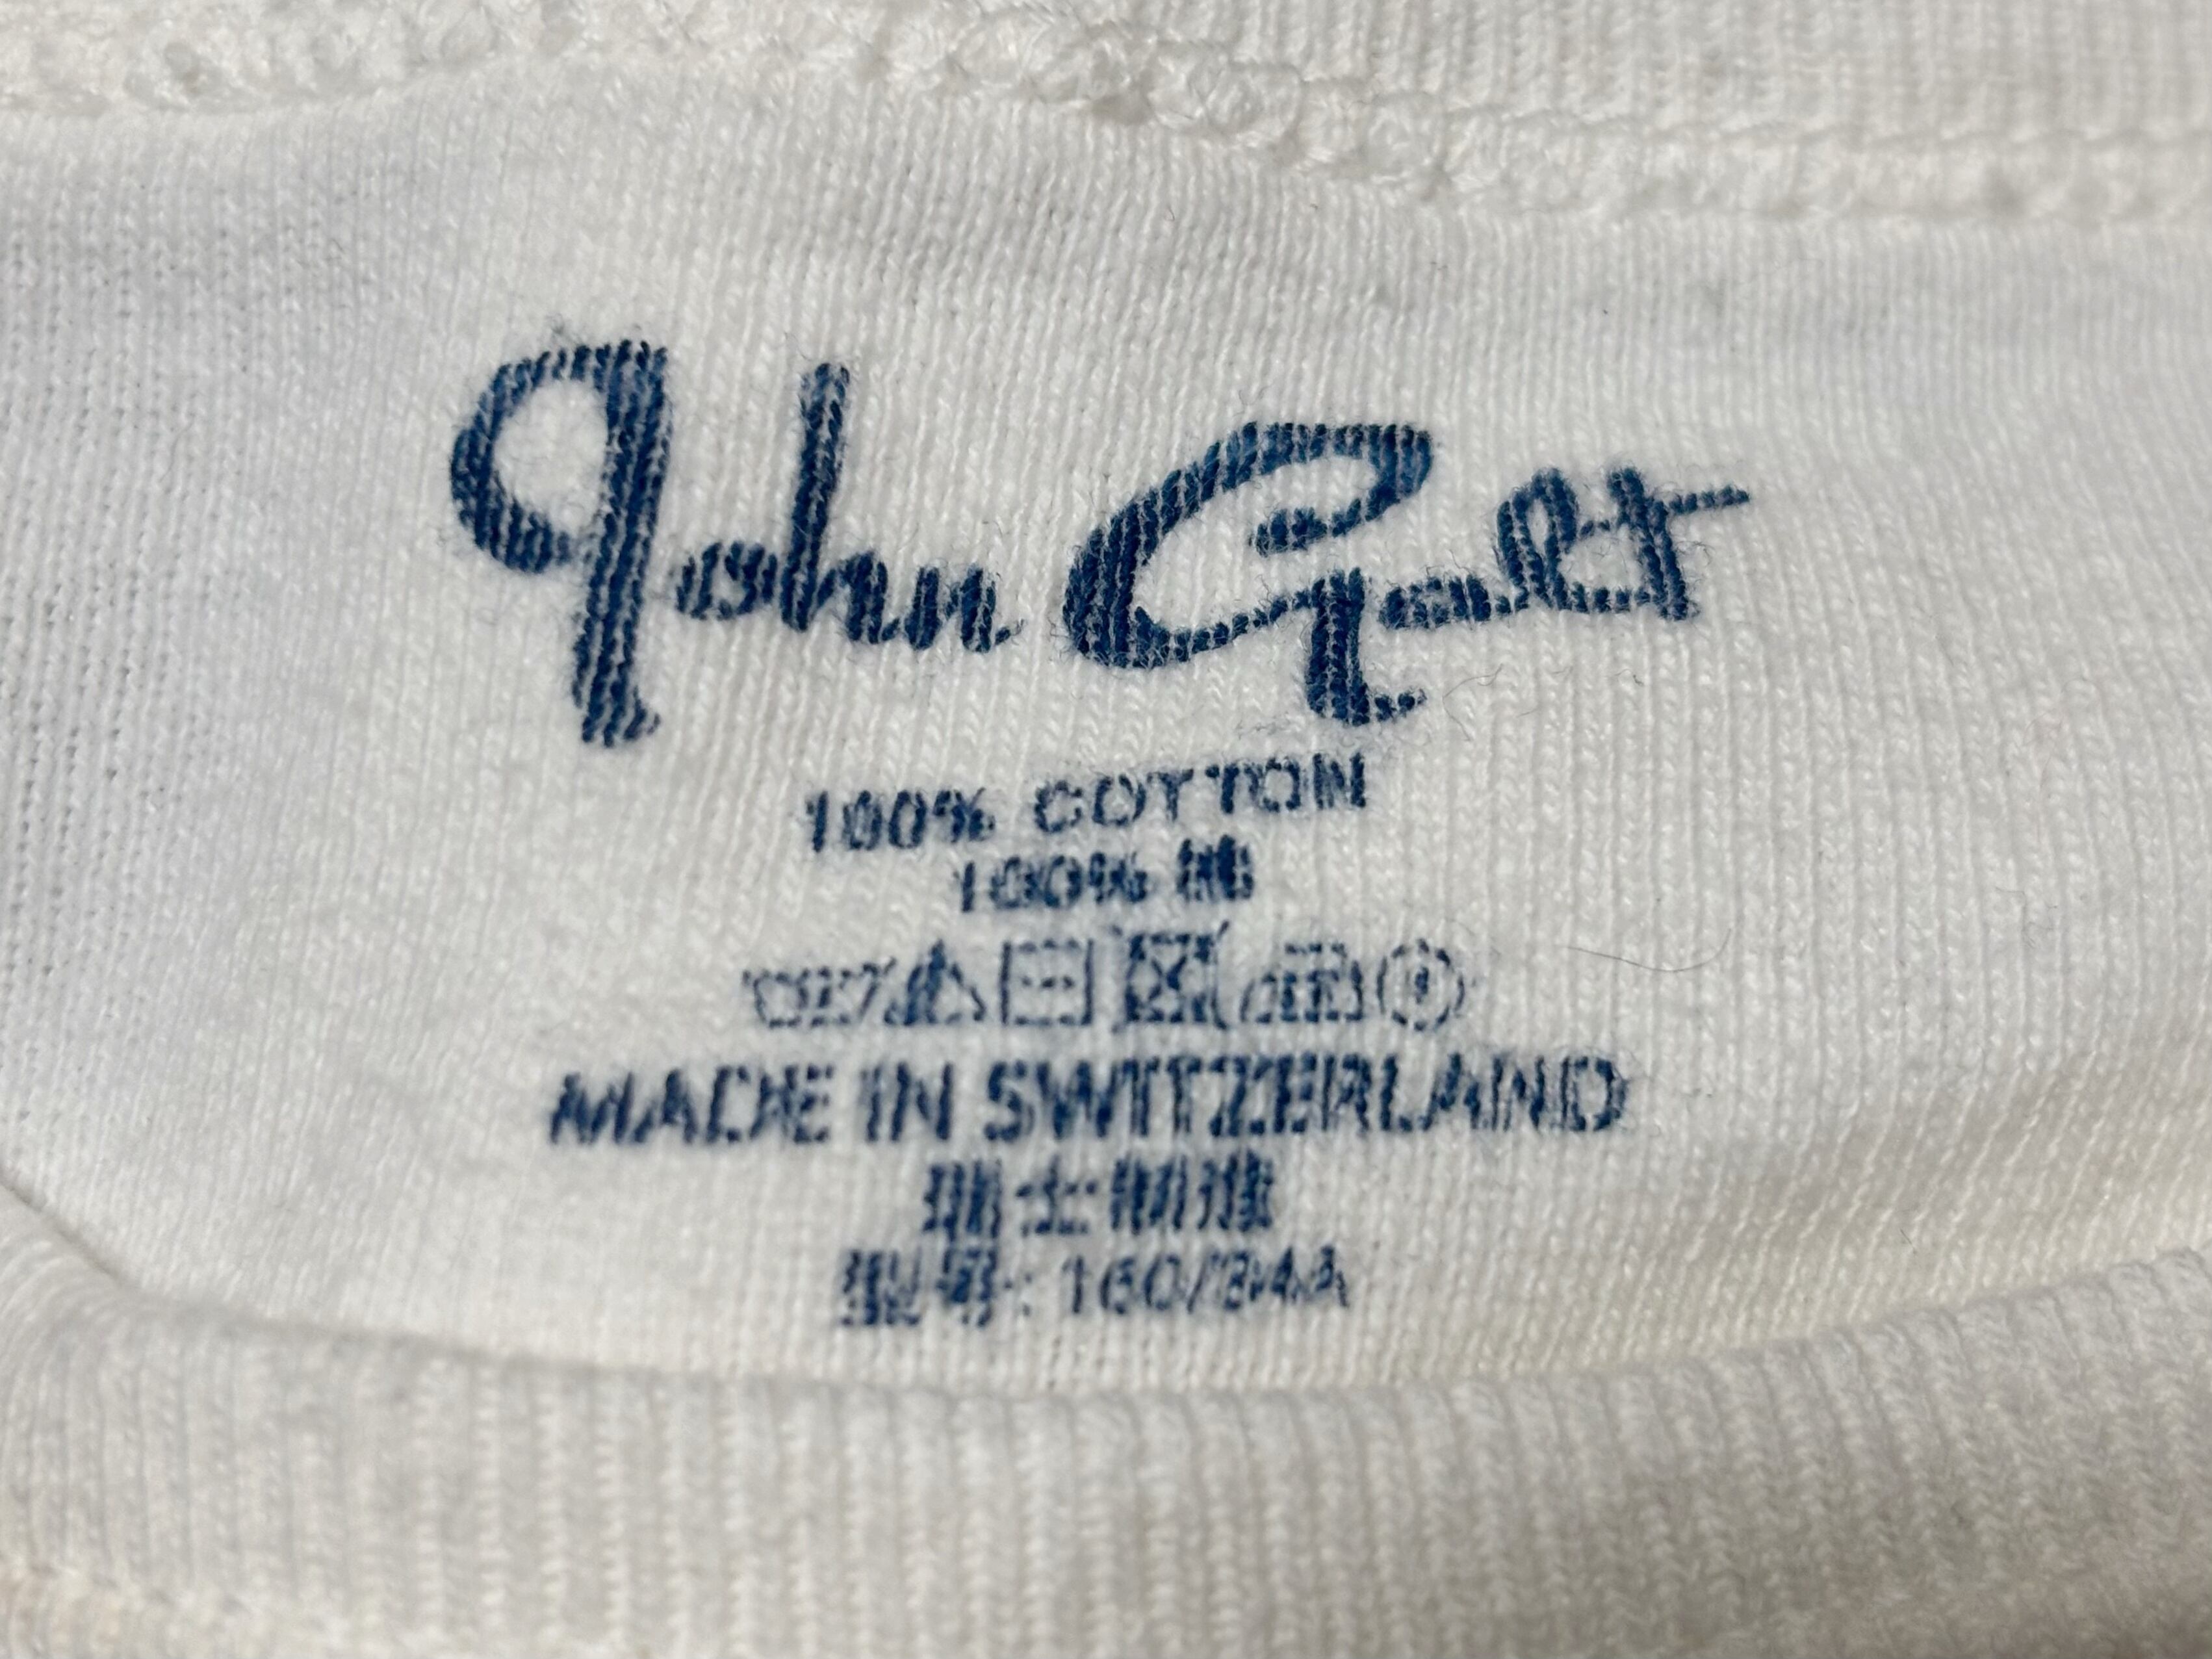 John Galt
100% COTTON
100% 棉
MADE IN SWITZERLAND
瑞士制造
型号: 160/84A